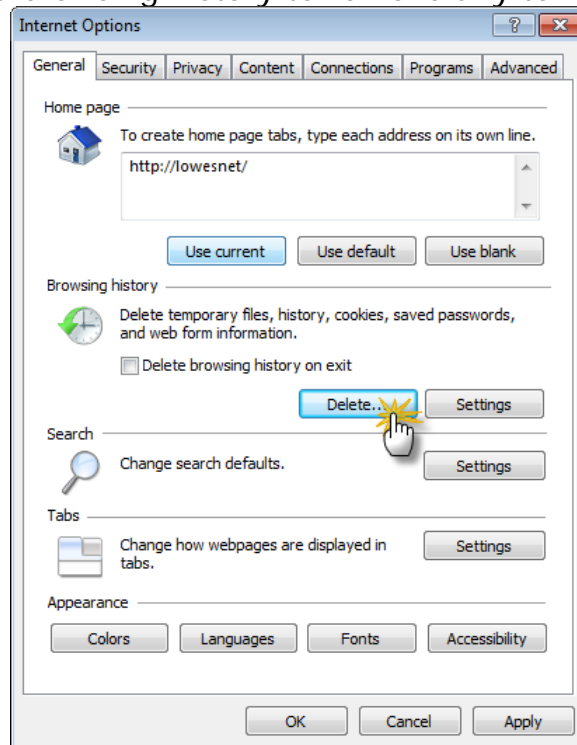 Internet Options
General Security Privacy Content Connections Programs Advanced
Home page
To create home page tabs, type each address on its own line.
http://lowesnet/
Use current Use default Use blank
Browsing history
Delete temporary files, history, cookies, saved passwords,
and web form information.
Delete browsing history on exit
Delete... Settings
Search
Change search defaults. Settings
Tabs
Change how webpages are displayed in Settings
tabs.
Appearance
Colors Languages Fonts Accessibility
OK Cancel Apply